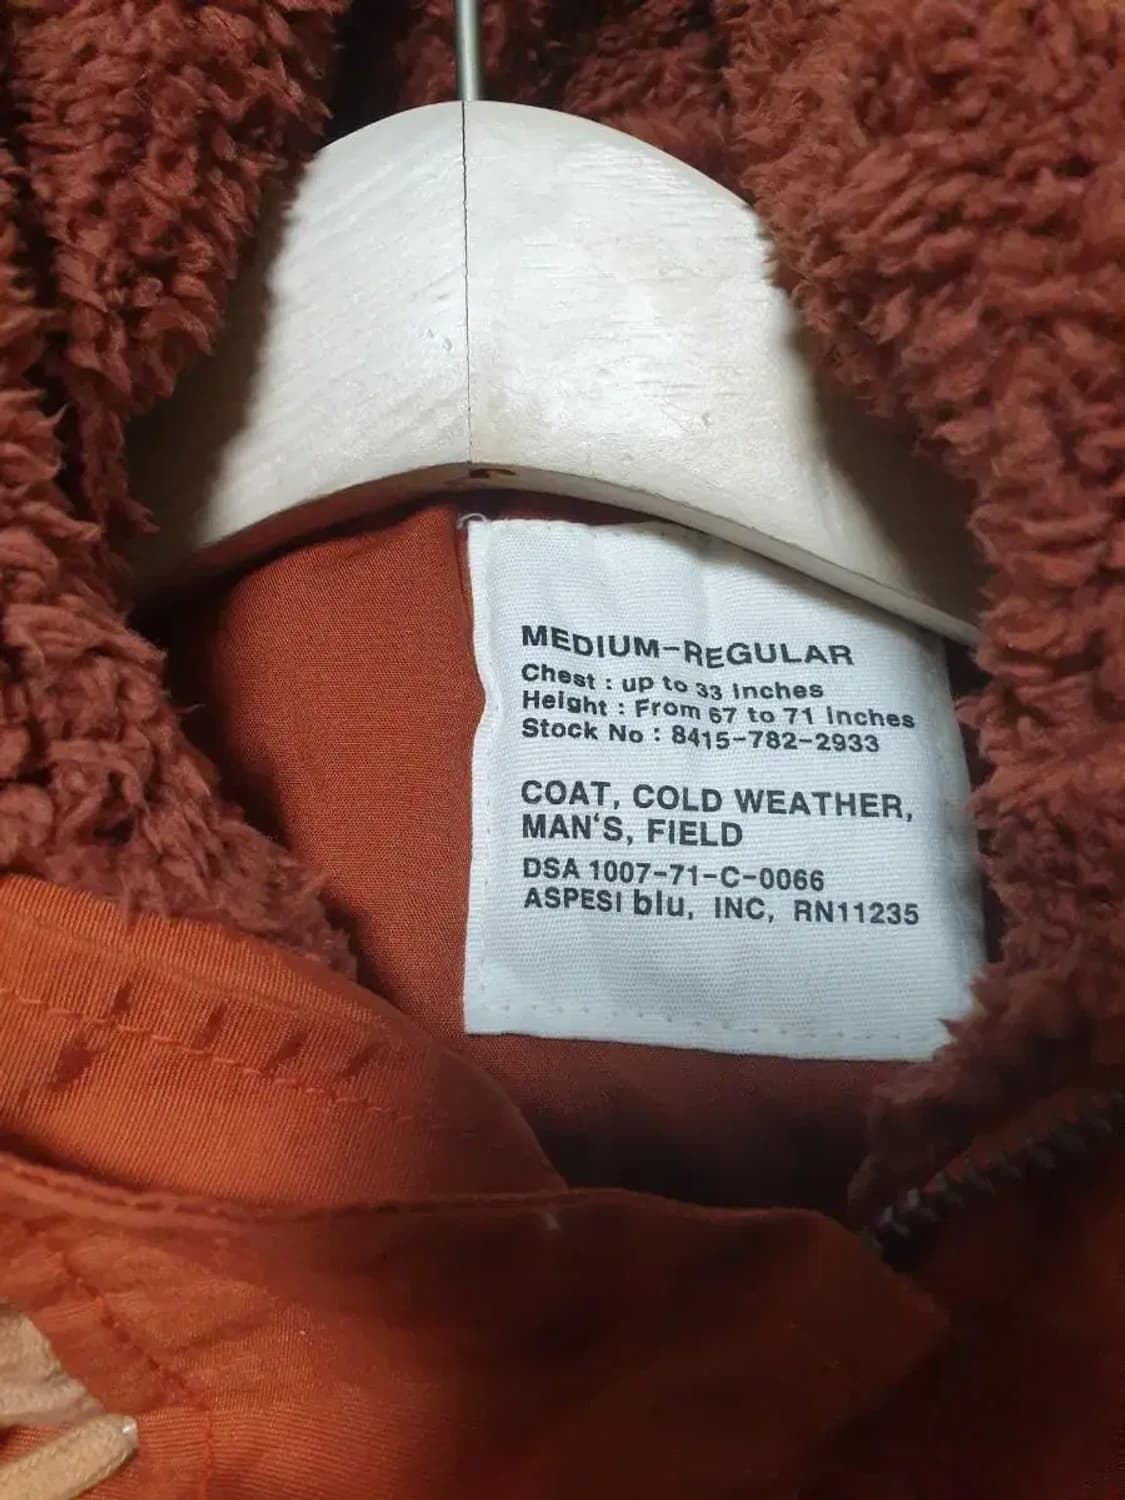 MEDIUM-REGULAR
Chest : up to 33 Inches
Height : From 67 to 71 Inches
Stock No : 8415-782-2933
COAT, COLD WEATHER,
MAN‘S, FIELD
DSA 1007-71-C-0066
ASPESI blu, INC, RN11235